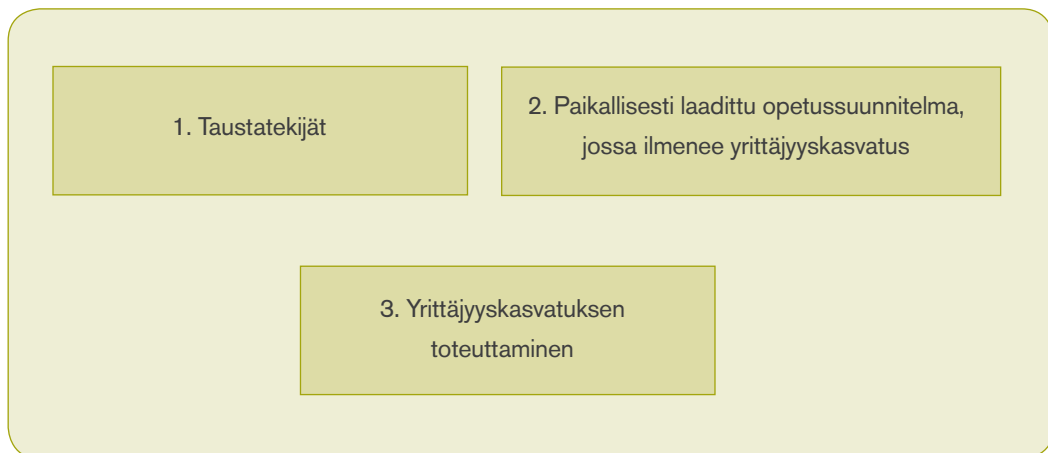 1. Taustatekijät
2. Paikallisesti laadittu opetussuunnitelma,
jossa ilmenee yrittäjyyskasvatus
3. Yrittäjyyskasvatuksen
toteuttaminen